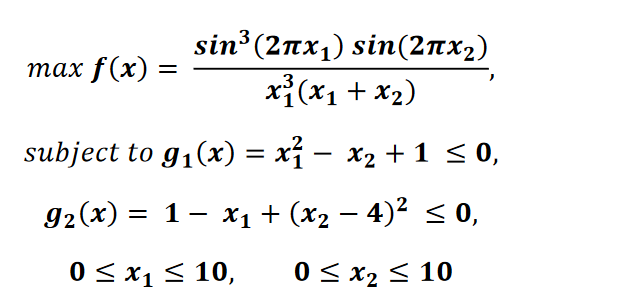 max f(x) = sin³(2πx₁) sin(2πx₂) / x₁³(x₁ + x₂),
subject to g₁(x) = x₁² − x₂ + 1 ≤ 0,
g₂(x) = 1 − x₁ + (x₂ − 4)² ≤ 0,
0 ≤ x₁ ≤ 10, 0 ≤ x₂ ≤ 10